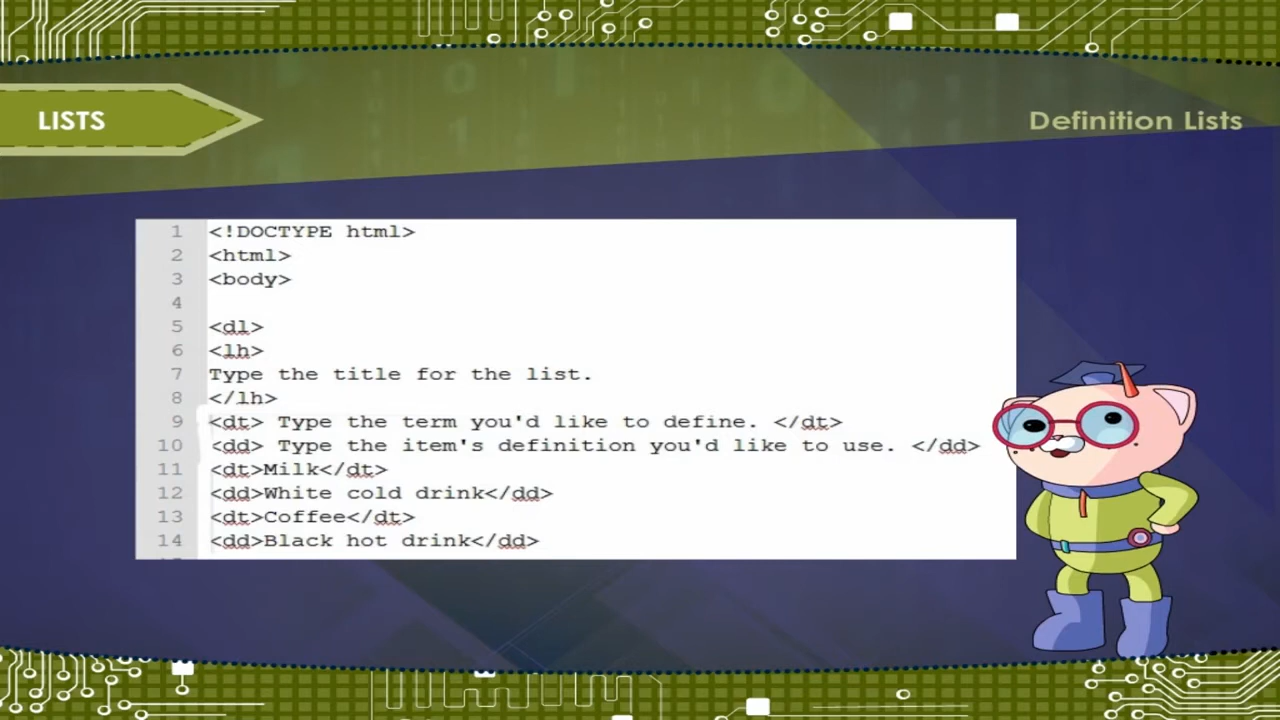 LISTS
Definition Lists
1 <!DOCTYPE html>
2 <html>
3 <body>
4
5 <dl>
6 <lh>
7 Type the title for the list.
8 </lh>
9 <dt> Type the term you'd like to define. </dt>
10 <dd> Type the item's definition you'd like to use. </dd>
11 <dt>Milk</dt>
12 <dd>White cold drink</dd>
13 <dt>Coffee</dt>
14 <dd>Black hot drink</dd>